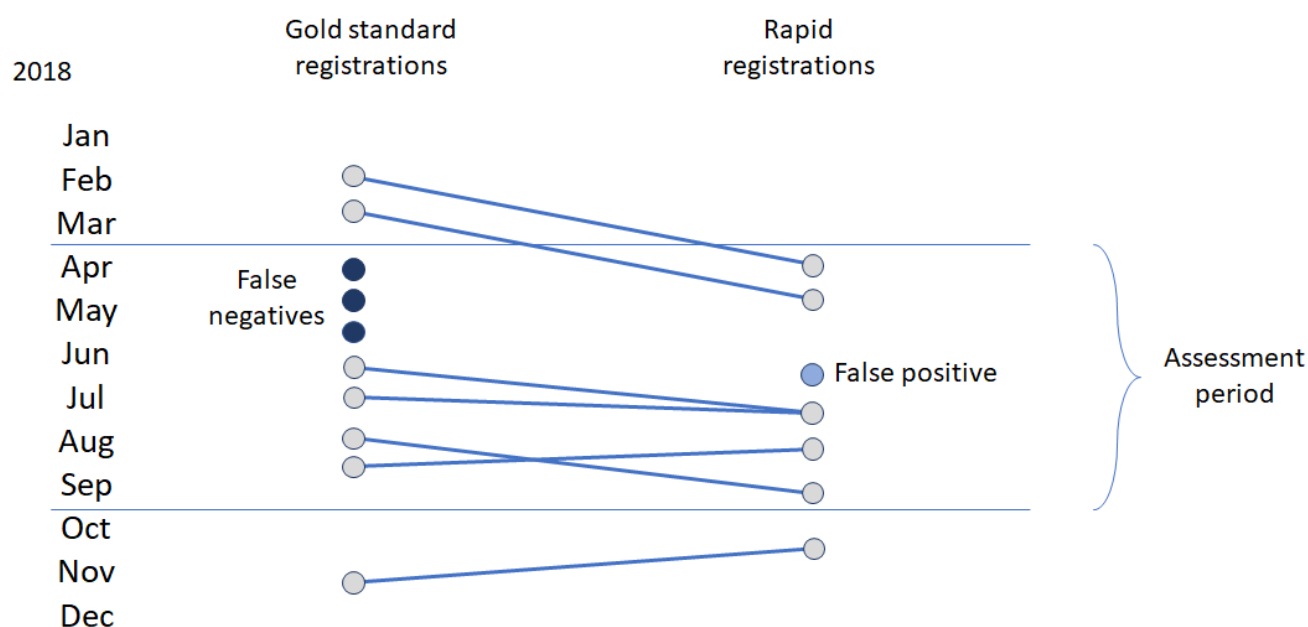 Gold standard
registrations
Rapid
registrations
2018
Jan
Feb
Mar
Apr
May
Jun
Jul
Aug
Sep
Oct
Nov
Dec
False
negatives
False positive
Assessment
period